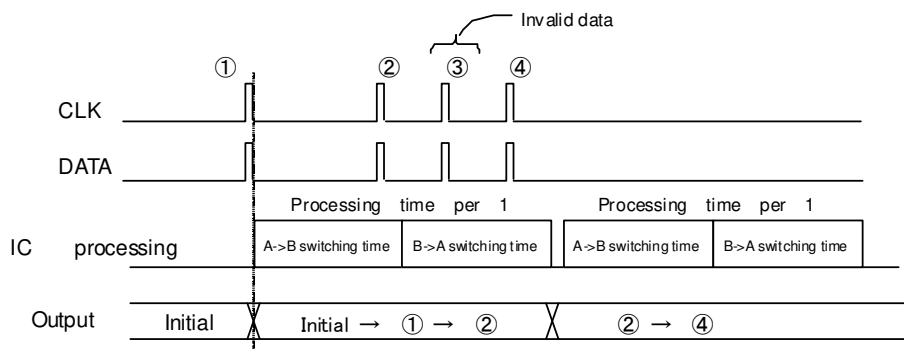 Invalid data
① ② ③ ④
CLK
DATA
Processing time per 1 Processing time per 1
IC processing A->B switching time B->A switching time A->B switching time B->A switching time
Output Initial Initial → ① → ② ② → ④